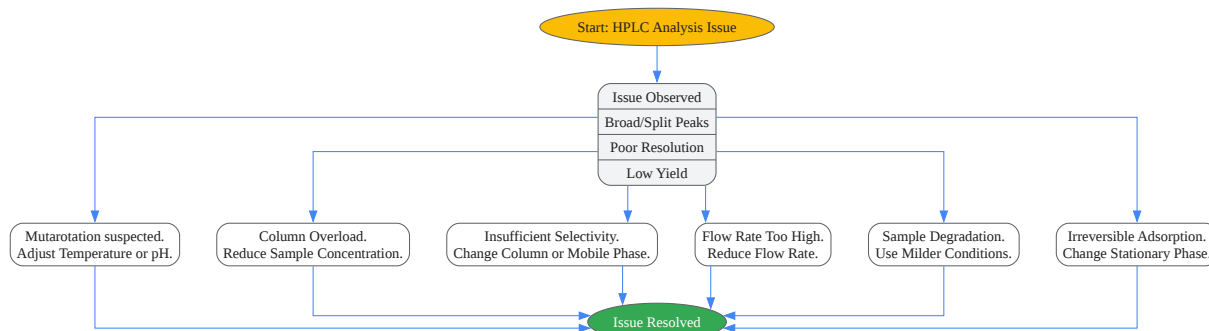 Start: HPLC Analysis Issue
Issue Observed
Broad/Split Peaks
Poor Resolution
Low Yield
Mutarotation suspected.
Adjust Temperature or pH.
Column Overload.
Reduce Sample Concentration.
Insufficient Selectivity.
Change Column or Mobile Phase.
Flow Rate Too High.
Reduce Flow Rate.
Sample Degradation.
Use Milder Conditions.
Irreversible Adsorption.
Change Stationary Phase.
Issue Resolved